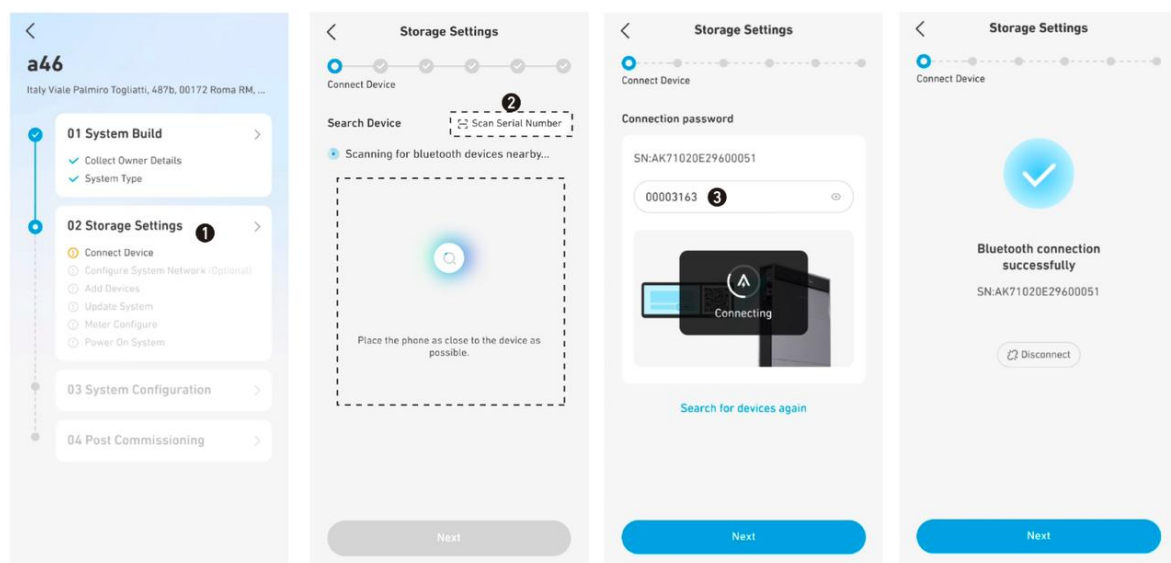 a46
Italy Viale Palmiro Togliatti, 487b, 00172 Roma RM, ...
01 System Build
Collect Owner Details
System Type
02 Storage Settings
1
Connect Device
Configure System Network (Optional)
Add Devices
Update System
Meter Configure
Power On System
03 System Configuration
04 Post Commissioning
Storage Settings
Connect Device
2
Search Device
Scan Serial Number
Scanning for bluetooth devices nearby...
Place the phone as close to the device as
possible.
Next
Storage Settings
Connect Device
Connection password
SN:AK71020E29600051
00003163
3
Connecting
Search for devices again
Next
Storage Settings
Connect Device
Bluetooth connection
successfully
SN:AK71020E29600051
Disconnect
Next